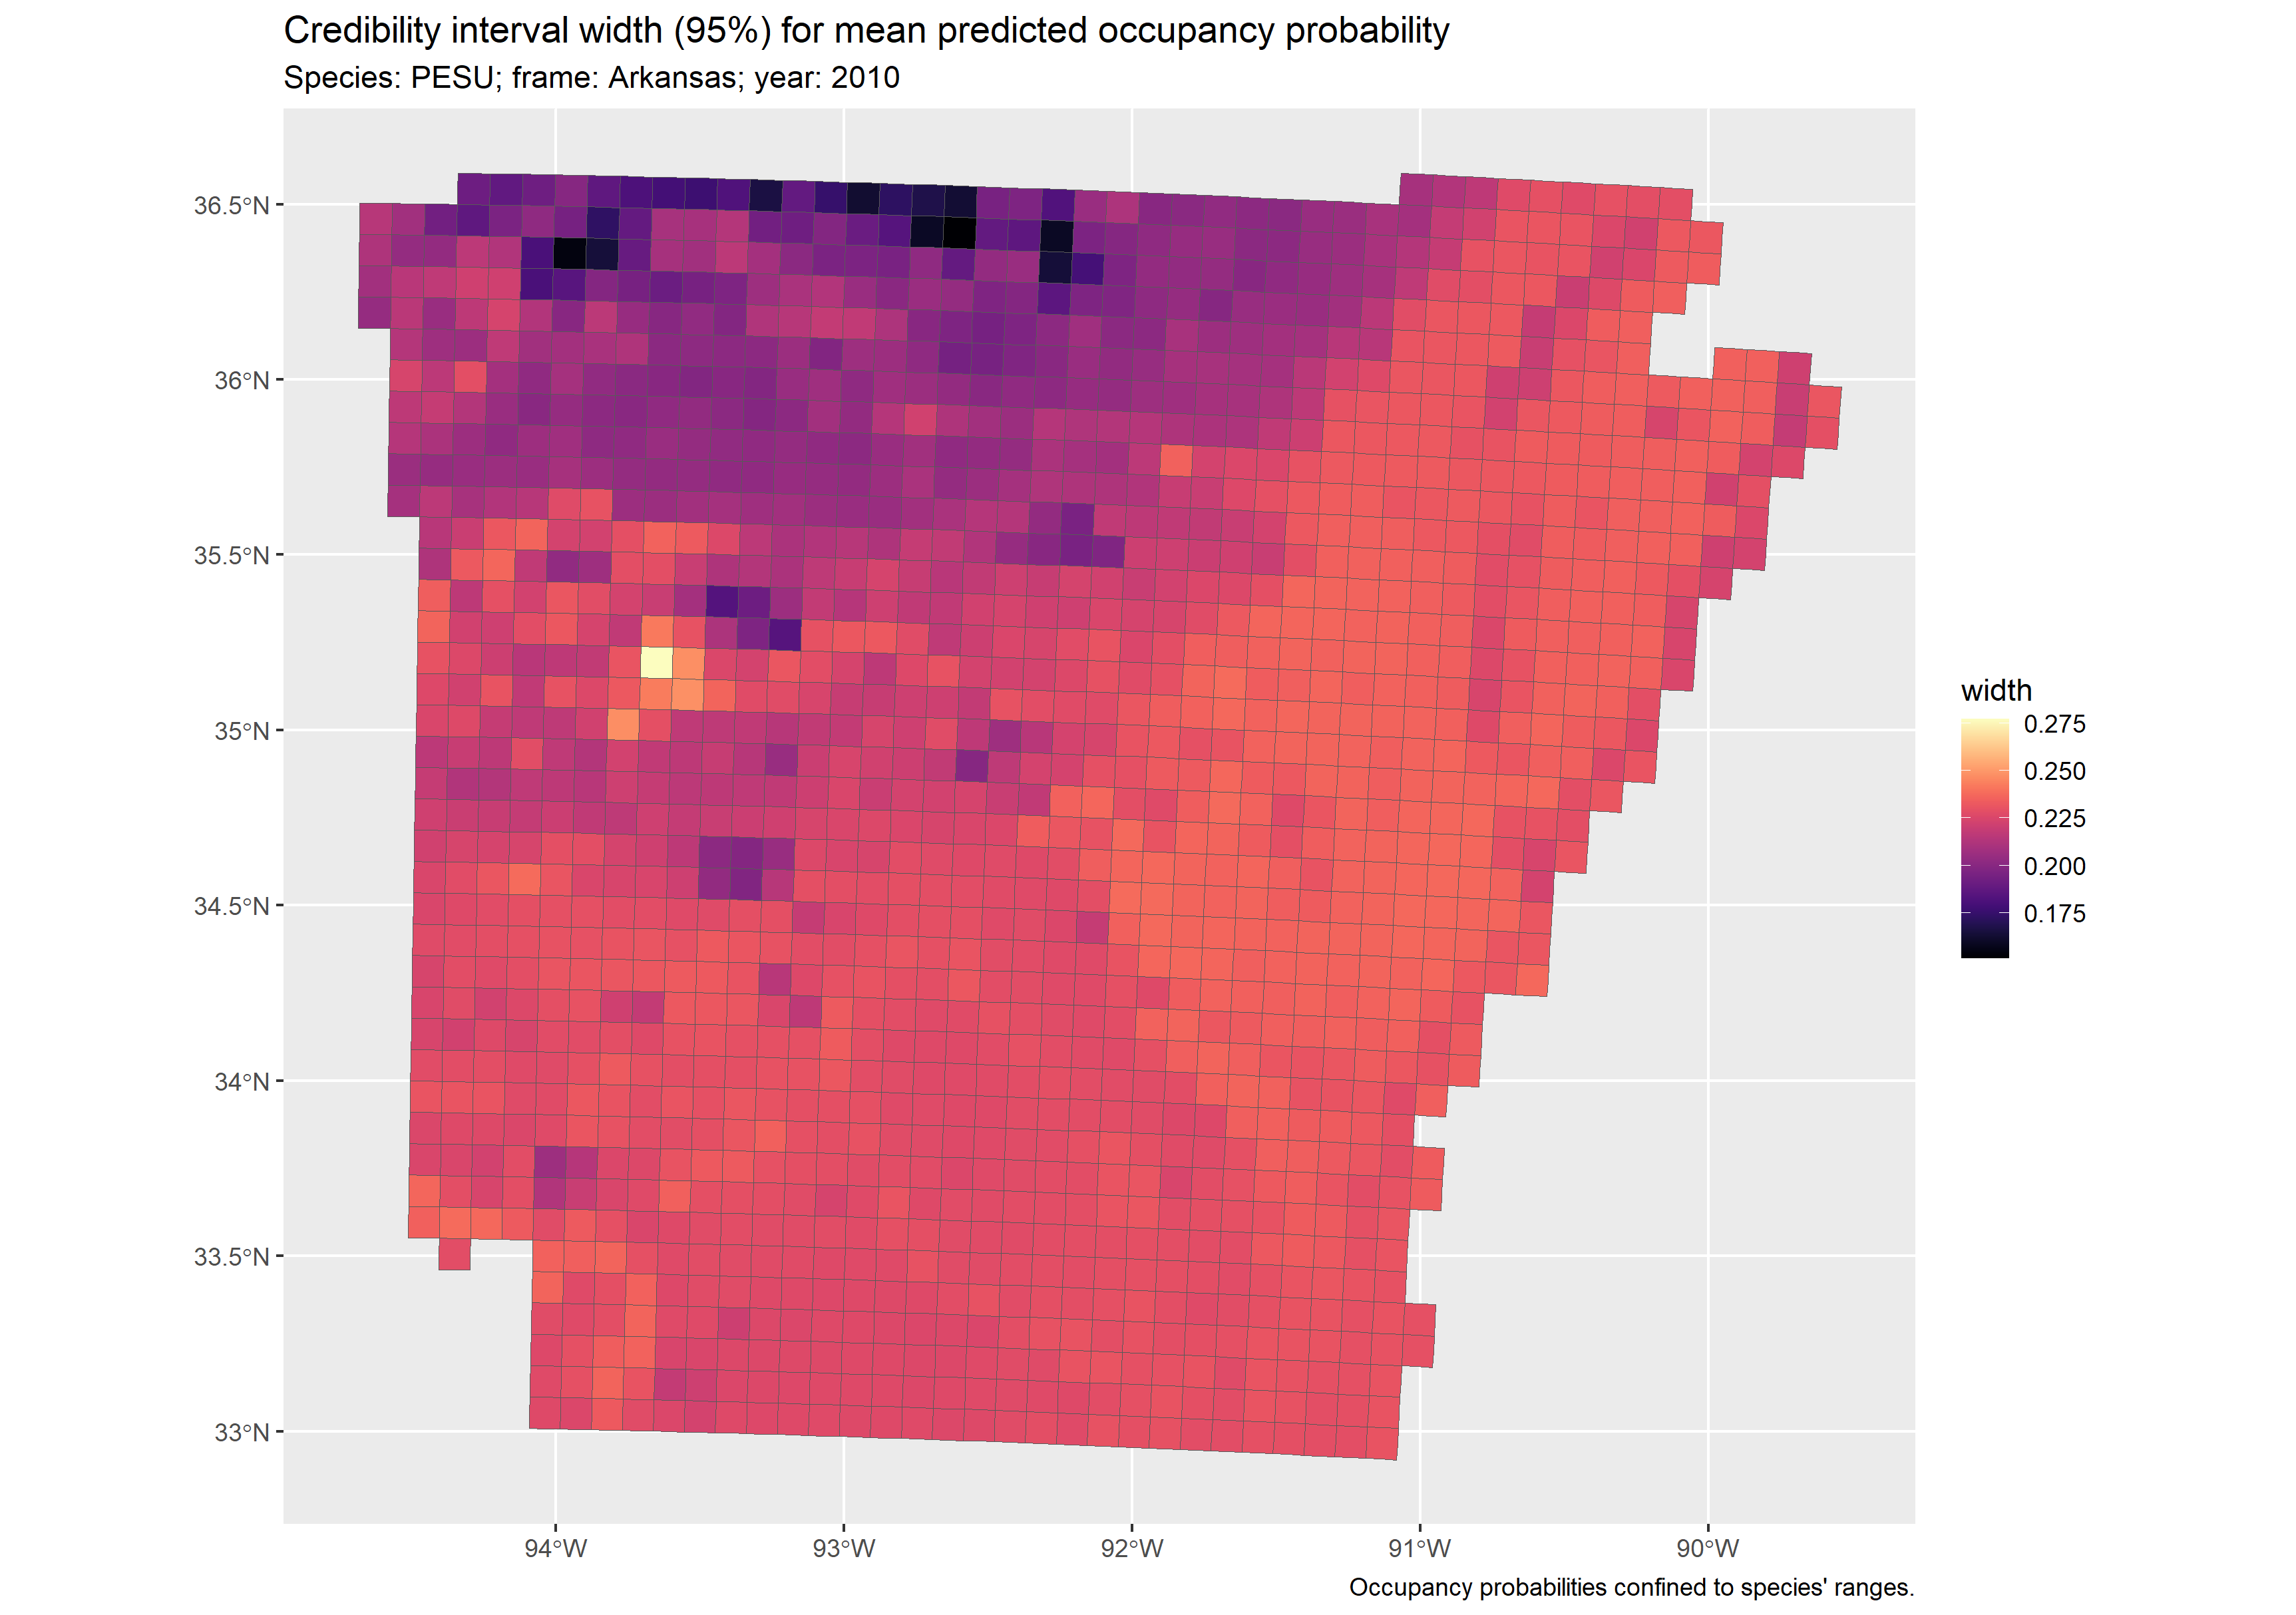 Credibility interval width (95%) for mean predicted occupancy probability
Species: PESU; frame: Arkansas; year: 2010
36.5°N
36°N
35.5°N
35°N
34.5°N
34°N
33.5°N
33°N
94°W
93°W
92°W
91°W
90°W
width
0.275
0.250
0.225
0.200
0.175
Occupancy probabilities confined to species' ranges.